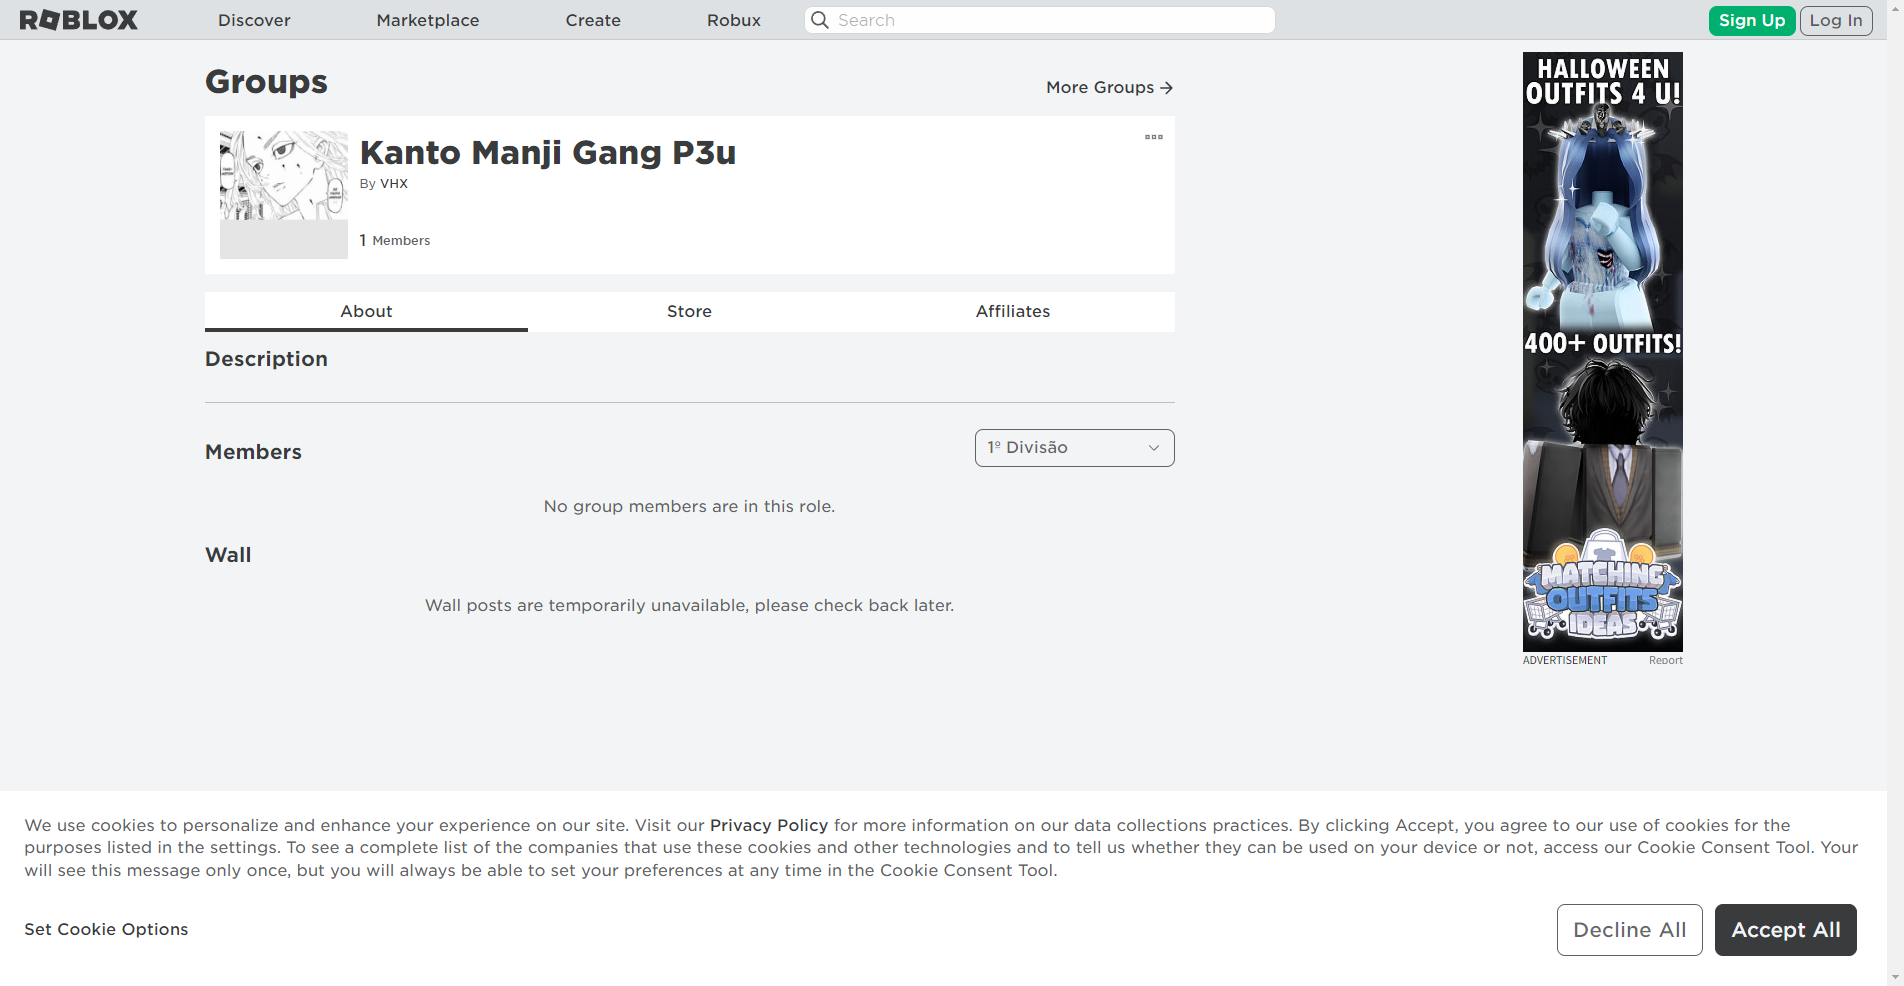 ROBLOX
Discover
Marketplace
Create
Robux
Search
Sign Up
Log In
Groups
More Groups
Kanto Manji Gang P3u
By VHX
1 Members
About
Store
Affiliates
Description
Members
1º Divisão
No group members are in this role.
Wall
Wall posts are temporarily unavailable, please check back later.
HALLOWEEN
OUTFITS 4 U!
400+ OUTFITS!
MATCHING
OUTFITS
IDEAS
ADVERTISEMENT
Report
We use cookies to personalize and enhance your experience on our site. Visit our Privacy Policy for more information on our data collections practices. By clicking Accept, you agree to our use of cookies for the
purposes listed in the settings. To see a complete list of the companies that use these cookies and other technologies and to tell us whether they can be used on your device or not, access our Cookie Consent Tool. Your
will see this message only once, but you will always be able to set your preferences at any time in the Cookie Consent Tool.
Set Cookie Options
Decline All
Accept All